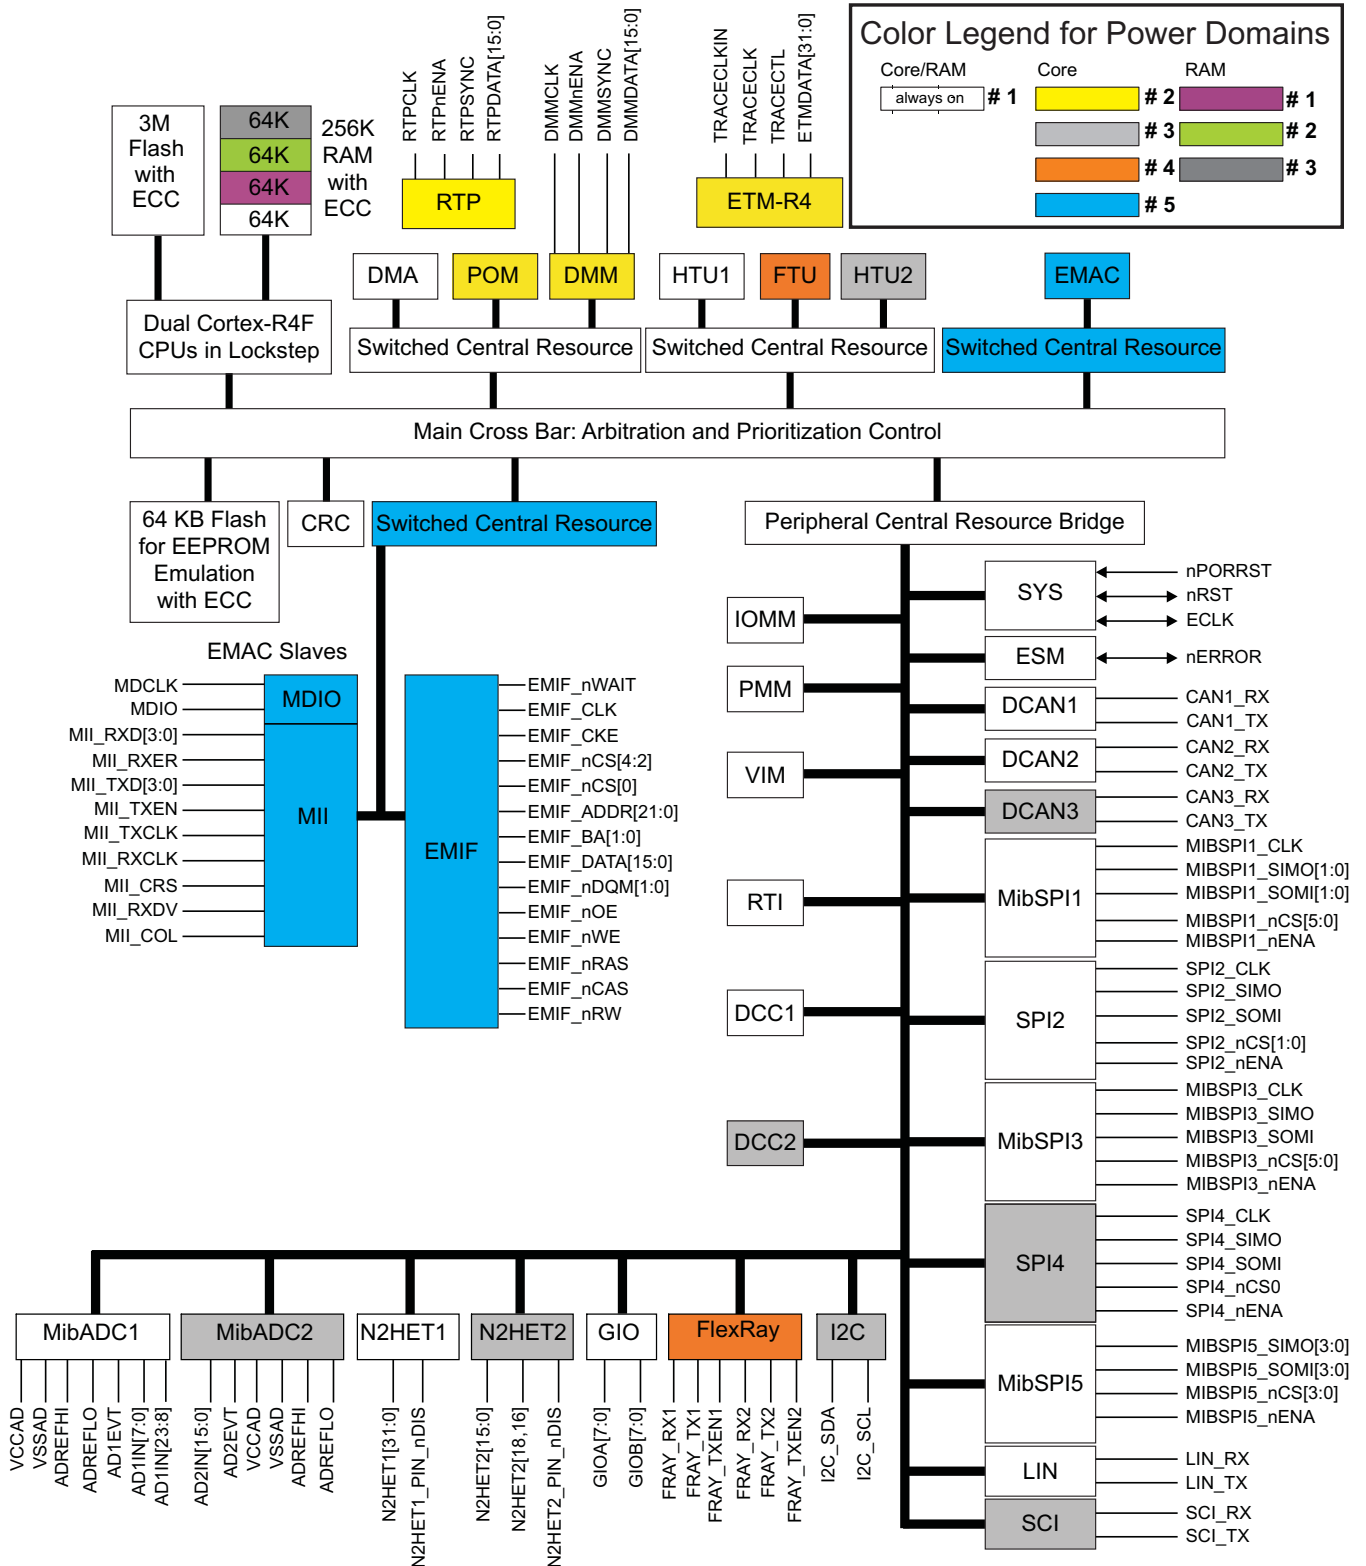 Color Legend for Power Domains
Core/RAM
Core
RAM
always on
# 1
# 2
# 1
# 3
# 2
# 4
# 3
# 5
RTPCLK
RTPnENA
RTPSYNC
RTPDATA[15:0]
DMMCLK
DMMnENA
DMMSYNC
DMMDATA[15:0]
TRACECLKIN
TRACECLK
TRACECTL
ETMDATA[31:0]
3M
Flash
with
ECC
64K
64K
64K
64K
256K
RAM
with
ECC
RTP
ETM-R4
DMA
POM
DMM
HTU1
FTU
HTU2
EMAC
Dual Cortex-R4F
CPUs in Lockstep
Switched Central Resource
Switched Central Resource
Switched Central Resource
Main Cross Bar: Arbitration and Prioritization Control
64 KB Flash
for EEPROM
Emulation
with ECC
CRC
Switched Central Resource
Peripheral Central Resource Bridge
EMAC Slaves
MDCLK
MDIO
MII_RXD[3:0]
MII_RXER
MII_TXD[3:0]
MII_TXEN
MII_TXCLK
MII_RXCLK
MII_CRS
MII_RXDV
MII_COL
MDIO
MII
EMIF
EMIF_nWAIT
EMIF_CLK
EMIF_CKE
EMIF_nCS[4:2]
EMIF_nCS[0]
EMIF_ADDR[21:0]
EMIF_BA[1:0]
EMIF_DATA[15:0]
EMIF_nDQM[1:0]
EMIF_nOE
EMIF_nWE
EMIF_nRAS
EMIF_nCAS
EMIF_nRW
IOMM
PMM
VIM
RTI
DCC1
DCC2
SYS
nPORRST
nRST
ECLK
ESM
nERROR
DCAN1
CAN1_RX
CAN1_TX
DCAN2
CAN2_RX
CAN2_TX
DCAN3
CAN3_RX
CAN3_TX
MibSPI1
MIBSPI1_CLK
MIBSPI1_SIMO[1:0]
MIBSPI1_SOMI[1:0]
MIBSPI1_nCS[5:0]
MIBSPI1_nENA
SPI2
SPI2_CLK
SPI2_SIMO
SPI2_SOMI
SPI2_nCS[1:0]
SPI2_nENA
MibSPI3
MIBSPI3_CLK
MIBSPI3_SIMO
MIBSPI3_SOMI
MIBSPI3_nCS[5:0]
MIBSPI3_nENA
SPI4
SPI4_CLK
SPI4_SIMO
SPI4_SOMI
SPI4_nCS0
SPI4_nENA
MibSPI5
MIBSPI5_SIMO[3:0]
MIBSPI5_SOMI[3:0]
MIBSPI5_nCS[3:0]
MIBSPI5_nENA
LIN
LIN_RX
LIN_TX
SCI
SCI_RX
SCI_TX
MibADC1
MibADC2
N2HET1
N2HET2
GIO
FlexRay
I2C
VCCAD
VSSAD
ADREFHI
ADREFLO
AD1EVT
AD1IN[7:0]
AD1IN[23:8]
AD2IN[15:0]
AD2EVT
VCCAD
VSSAD
ADREFHI
ADREFLO
N2HET1[31:0]
N2HET1_PIN_nDIS
N2HET2[15:0]
N2HET2[18,16]
N2HET2_PIN_nDIS
GIOA[7:0]
GIOB[7:0]
FRAY_RX1
FRAY_TX1
FRAY_TXEN1
FRAY_RX2
FRAY_TX2
FRAY_TXEN2
I2C_SDA
I2C_SCL